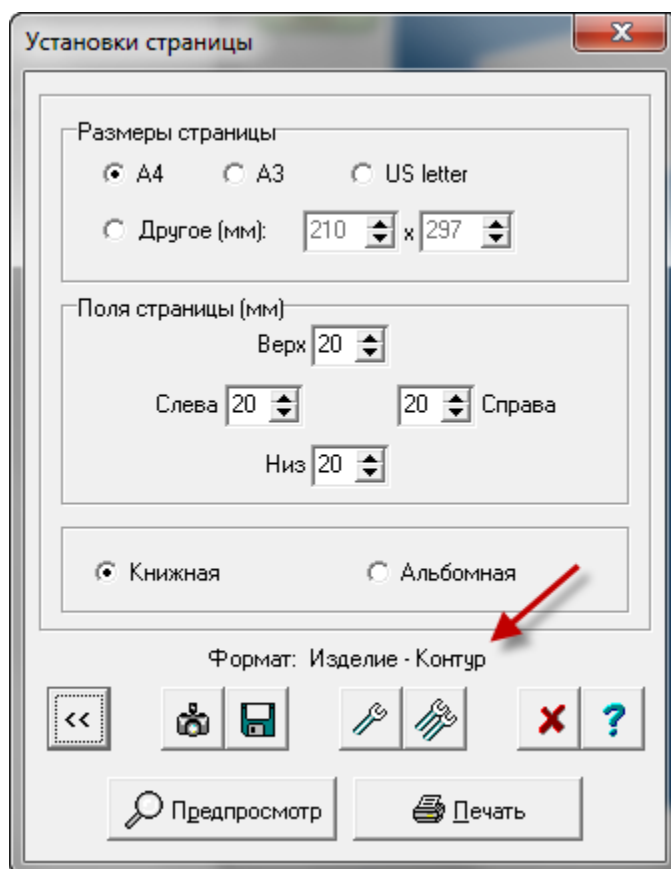 Установки страницы
Размеры страницы
A4 A3 US letter
Другое (мм): 210 x 297
Поля страницы (мм)
Верх 20
Слева 20 20 Справа
Низ 20
Книжная Альбомная
Формат: Изделие - Контур
<< ?
Предпросмотр Печать